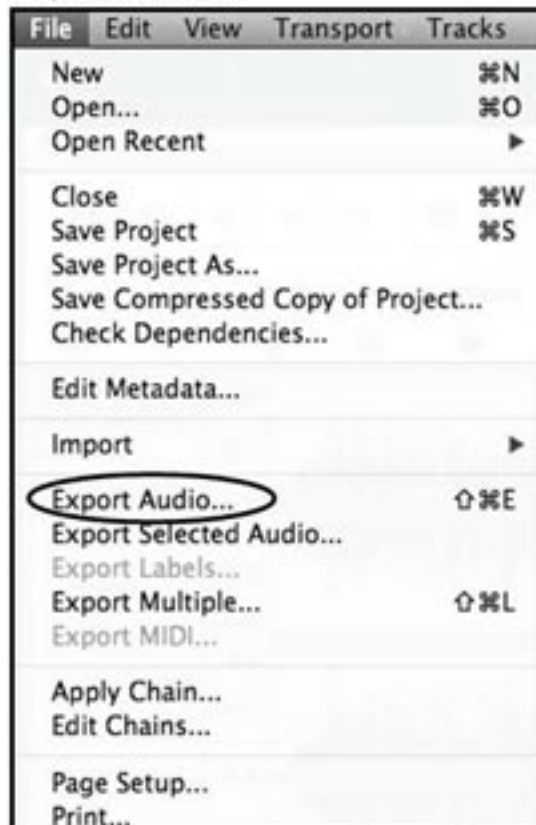 File Edit View Transport Tracks
New ⌘N
Open... ⌘O
Open Recent ▶
Close ⌘W
Save Project ⌘S
Save Project As...
Save Compressed Copy of Project...
Check Dependencies...
Edit Metadata...
Import ▶
Export Audio... ⇧⌘E
Export Selected Audio...
Export Labels...
Export Multiple... ⇧⌘L
Export MIDI...
Apply Chain...
Edit Chains...
Page Setup...
Print...